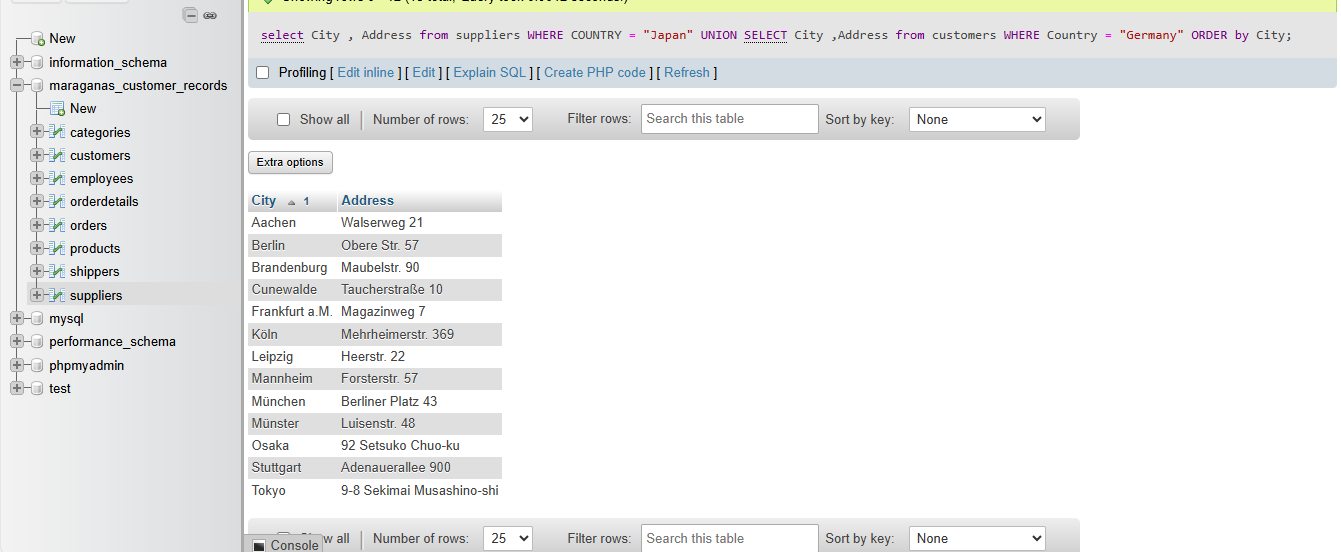 New
information_schema
maraganas_customer_records
New
categories
customers
employees
orderdetails
orders
products
shippers
suppliers
mysql
performance_schema
phpmyadmin
test
select City , Address from suppliers WHERE COUNTRY = "Japan" UNION SELECT City ,Address from customers WHERE Country = "Germany" ORDER by City;
Profiling [ Edit inline ] [ Edit ] [ Explain SQL ] [ Create PHP code ] [ Refresh ]
Show all Number of rows: 25 Filter rows: Search this table Sort by key: None
Extra options
City 1 Address
Aachen Walserweg 21
Berlin Obere Str. 57
Brandenburg Maubelstr. 90
Cunewalde Taucherstraße 10
Frankfurt a.M. Magazinweg 7
Köln Mehrheimerstr. 369
Leipzig Heerstr. 22
Mannheim Forsterstr. 57
München Berliner Platz 43
Münster Luisenstr. 48
Osaka 92 Setsuko Chuo-ku
Stuttgart Adenauerallee 900
Tokyo 9-8 Sekimai Musashino-shi
all Number of rows: 25 Filter rows: Search this table Sort by key: None
Console